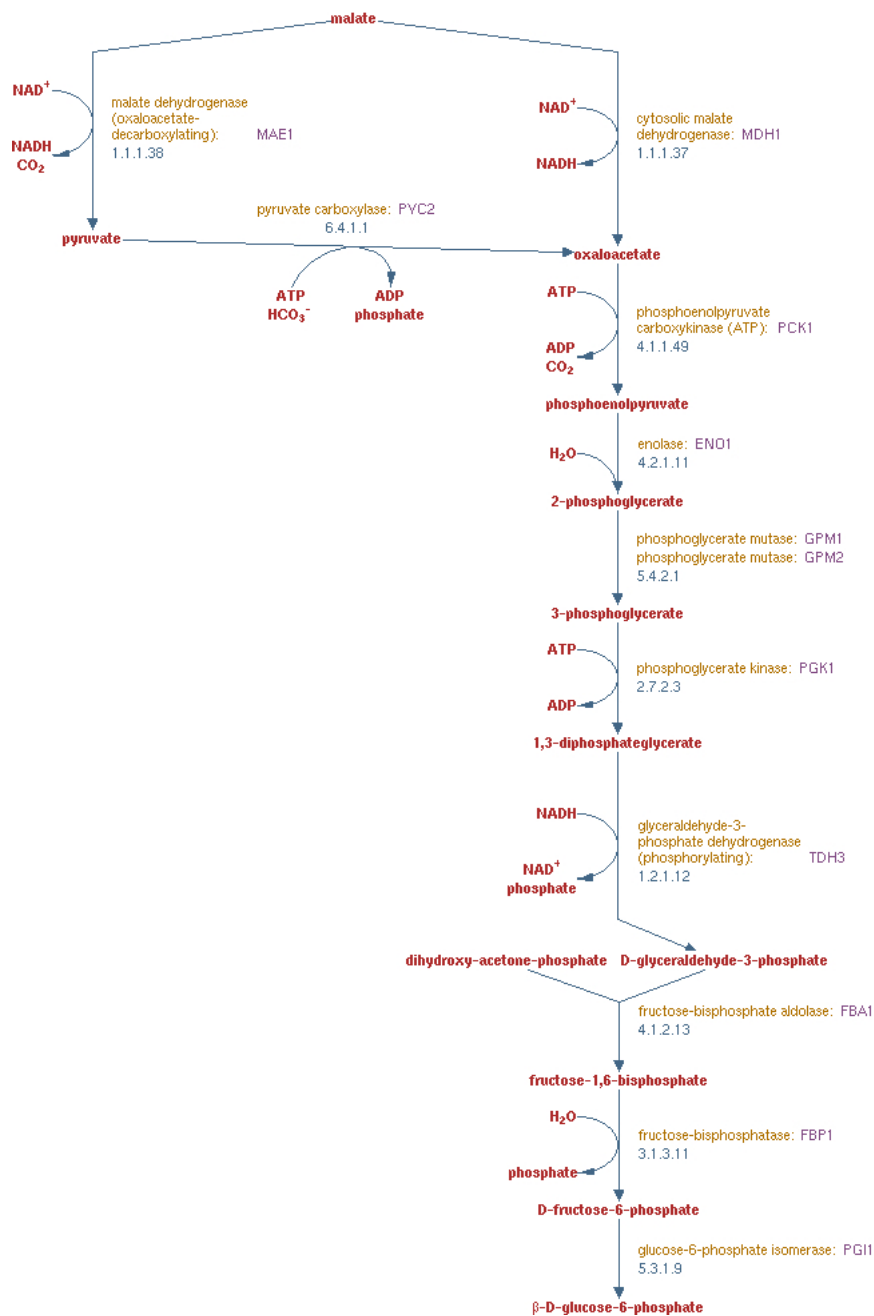 malate
NAD+
malate dehydrogenase
(oxaloacetate-
decarboxylating): MAE1
1.1.1.38
NADH
CO2
NAD+
cytosolic malate
dehydrogenase: MDH1
1.1.1.37
NADH
pyruvate carboxylase: PVC2
6.4.1.1
pyruvate
oxaloacetate
ATP
HCO3-
ADP
phosphate
ATP
phosphoenolpyruvate
carboxykinase (ATP): PCK1
4.1.1.49
ADP
CO2
phosphoenolpyruvate
enolase: ENO1
4.2.1.11
H2O
2-phosphoglycerate
phosphoglycerate mutase: GPM1
phosphoglycerate mutase: GPM2
5.4.2.1
3-phosphoglycerate
ATP
phosphoglycerate kinase: PGK1
2.7.2.3
ADP
1,3-diphosphateglycerate
NADH
glyceraldehyde-3-
phosphate dehydrogenase
(phosphorylating): TDH3
1.2.1.12
NAD+
phosphate
dihydroxy-acetone-phosphate D-glyceraldehyde-3-phosphate
fructose-bisphosphate aldolase: FBA1
4.1.2.13
fructose-1,6-bisphosphate
H2O
fructose-bisphosphatase: FBP1
3.1.3.11
phosphate
D-fructose-6-phosphate
glucose-6-phosphate isomerase: PGI1
5.3.1.9
β-D-glucose-6-phosphate